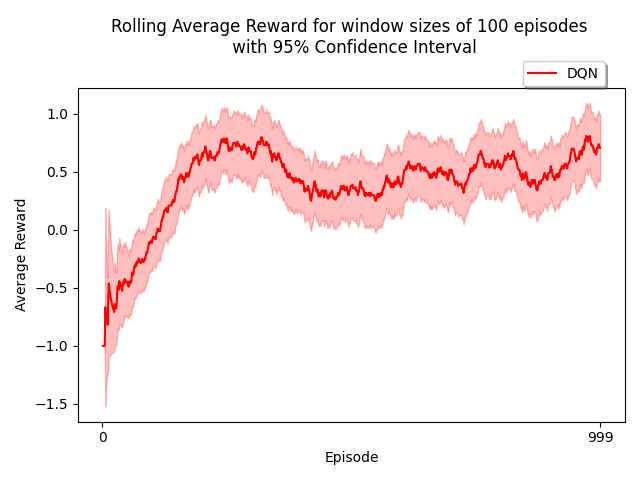 Rolling Average Reward for window sizes of 100 episodes
with 95% Confidence Interval
DQN
1.0
0.5
0.0
−0.5
−1.0
−1.5
Average Reward
0
999
Episode